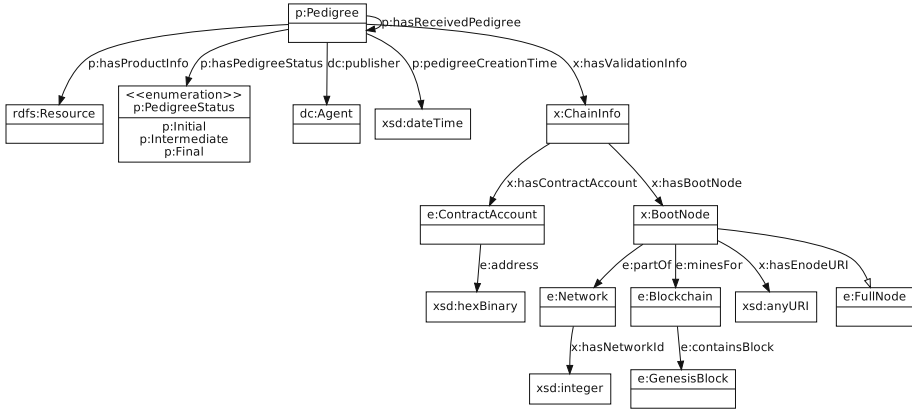 p:Pedigree
p:hasReceivedPedigree
p:hasProductInfo
p:hasPedigreeStatus
dc:publisher
p:pedigreeCreationTime
x:hasValidationInfo
rdfs:Resource
<<enumeration>>
p:PedigreeStatus
p:Initial
p:Intermediate
p:Final
dc:Agent
xsd:dateTime
x:ChainInfo
x:hasContractAccount
x:hasBootNode
e:ContractAccount
x:BootNode
e:address
e:partOf
e:minesFor
x:hasEnodeURI
xsd:hexBinary
e:Network
e:Blockchain
xsd:anyURI
e:FullNode
x:hasNetworkId
e:containsBlock
xsd:integer
e:GenesisBlock